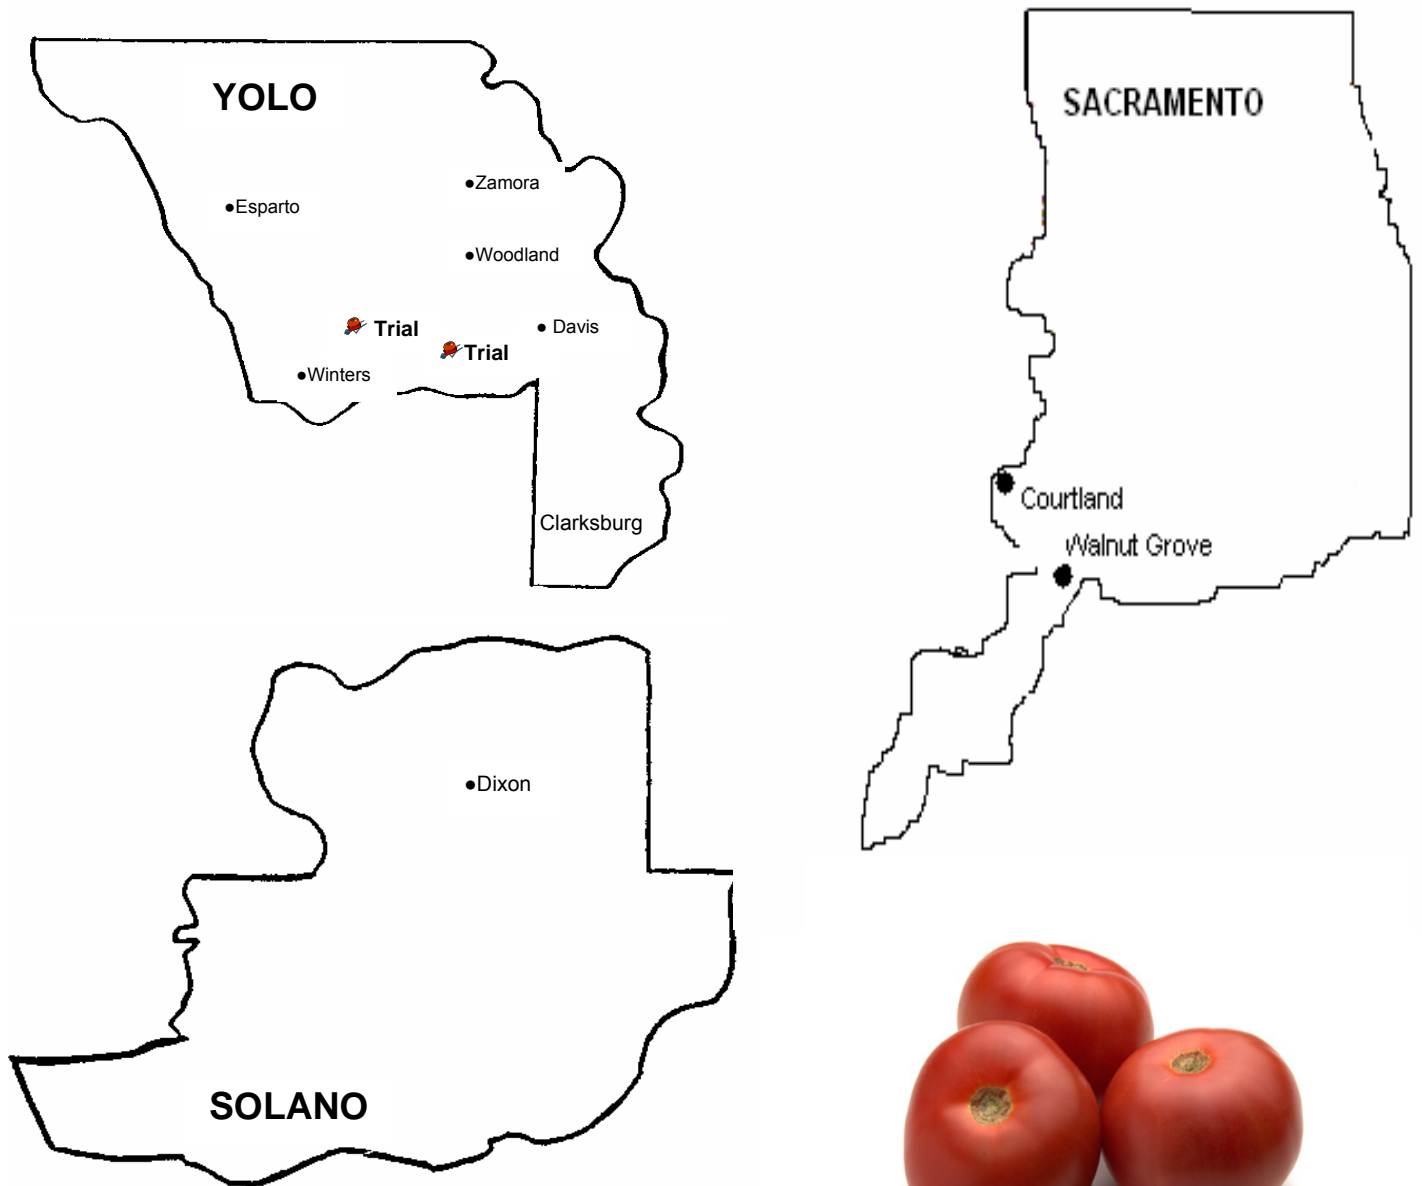 YOLO
Zamora
Esparto
Woodland
Trial
Davis
Trial
Winters
Clarksburg
SACRAMENTO
Courtland
Walnut Grove
Dixon
SOLANO